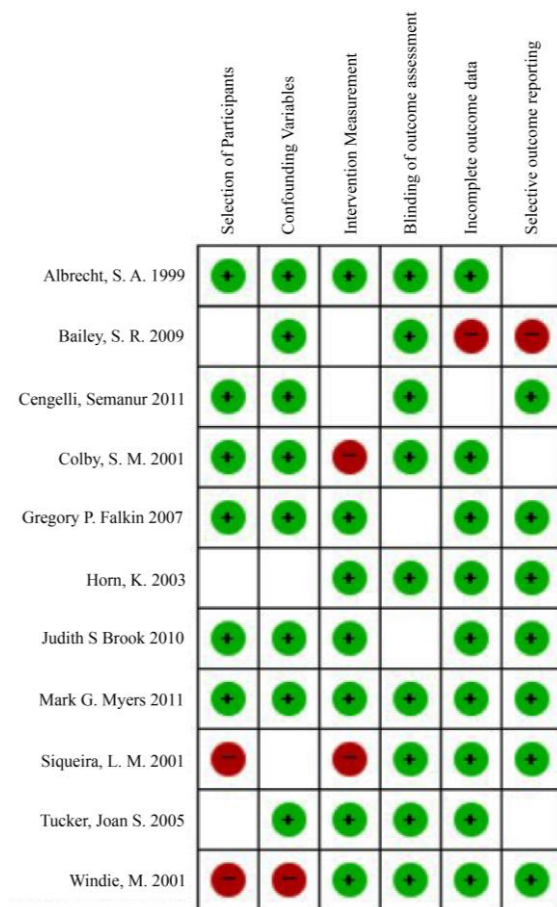 Selection of Participants
Confounding Variables
Intervention Measurement
Blinding of outcome assessment
Incomplete outcome data
Selective outcome reporting
Albrecht, S. A. 1999 + + + + +
Bailey, S. R. 2009 + + − −
Cengelli, Semanur 2011 + + + +
Colby, S. M. 2001 + + − + +
Gregory P. Falkin 2007 + + + + +
Horn, K. 2003 + + + +
Judith S Brook 2010 + + + + +
Mark G. Myers 2011 + + + + + +
Siqueira, L. M. 2001 − − + + +
Tucker, Joan S. 2005 + + + +
Windie, M. 2001 − − + + + +